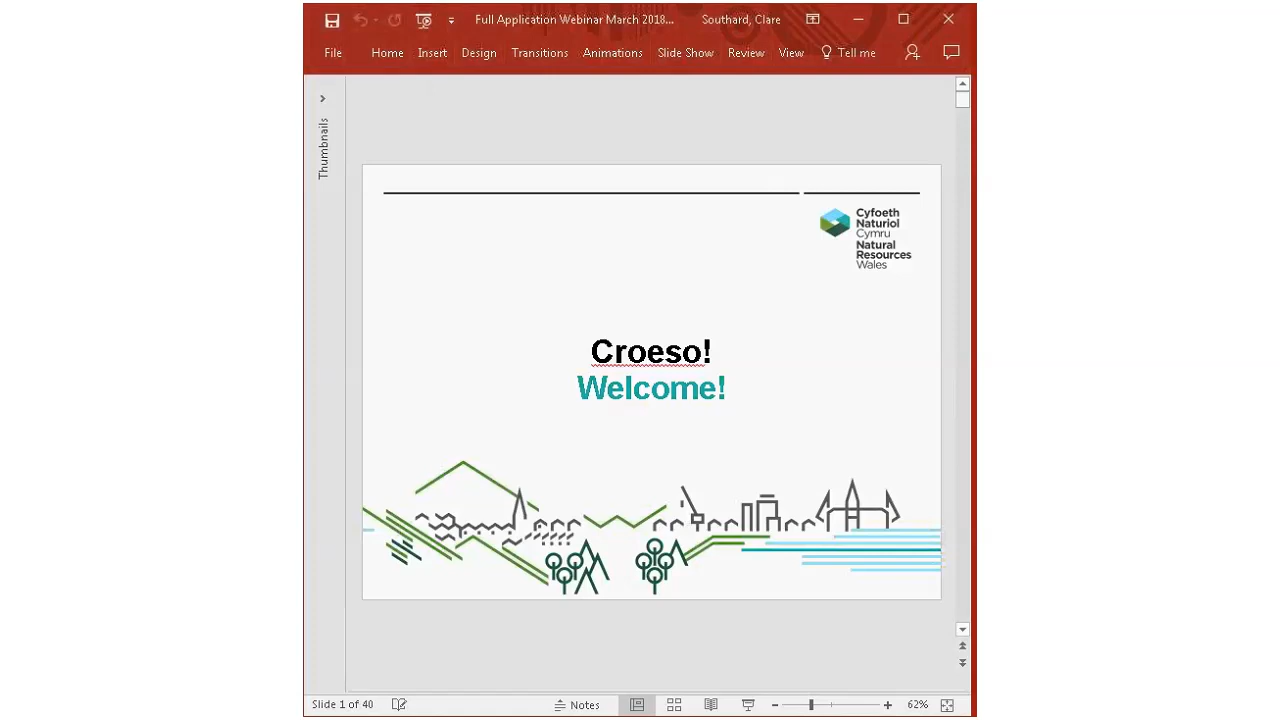 Full Application Webinar March 2018...
Southard, Clare
File Home Insert Design Transitions Animations Slide Show Review View Tell me
Thumbnails
Cyfoeth
Naturiol
Cymru
Natural
Resources
Wales
Croeso!
Welcome!
Slide 1 of 40
Notes
62%